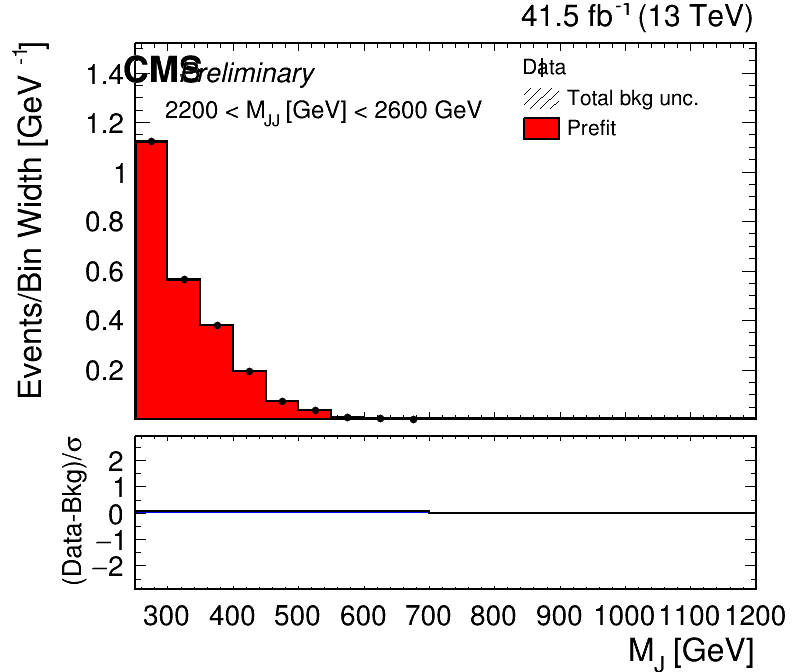 41.5 fb⁻¹ (13 TeV)
CMS Preliminary
2200 < M_JJ [GeV] < 2600 GeV
Data
Total bkg unc.
Prefit
Events/Bin Width [GeV⁻¹]
1.4
1.2
1
0.8
0.6
0.4
0.2
(Data-Bkg)/σ
2
1
0
−1
−2
300 400 500 600 700 800 900 1000 1100 1200
M_J [GeV]